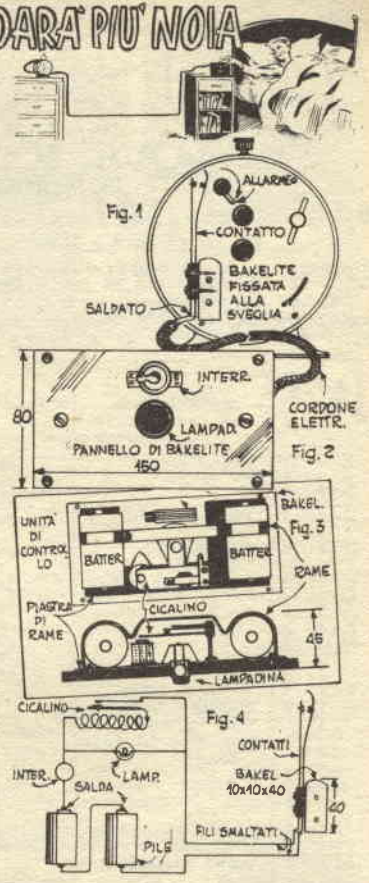 DARA' PIU' NOIA
Fig. 1
ALLARME
CONTATTO
BAKELITE
FISSATA
ALLA
SVEGLIA
SALDATO
INTERR.
80
LAMPAD.
CORDONE
ELETTR.
PANNELLO DI BAKELITE
150
Fig. 2
UNITA'
DI
CONTROL
LO
BAKEL.
Fig. 3
BATTER.
BATTER.
RAME
PIASTRA
DI
RAME
CICALINO
45
LAMPADINA
CICALINO
Fig. 4
CONTATTI
INTER.
LAMP.
BAKEL
10x10x40
SALDA
40
PILE
FILI SMALTATI